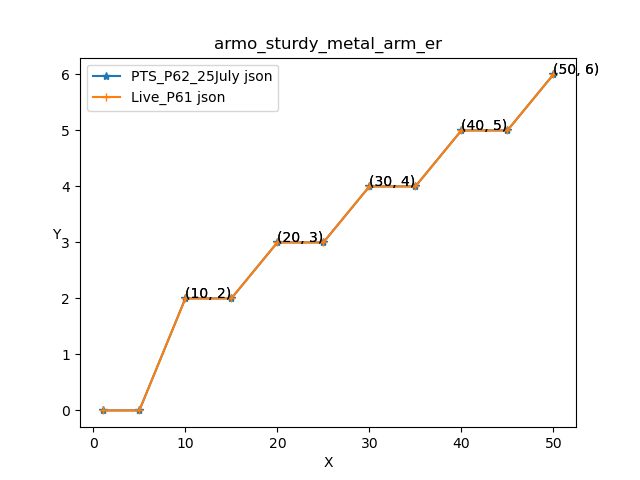 armo_sturdy_metal_arm_er
PTS_P62_25July json
Live_P61 json
6
5
4
3
2
1
0
Y
(50, 6)
(40, 5)
(30, 4)
(20, 3)
(10, 2)
0 10 20 30 40 50
X